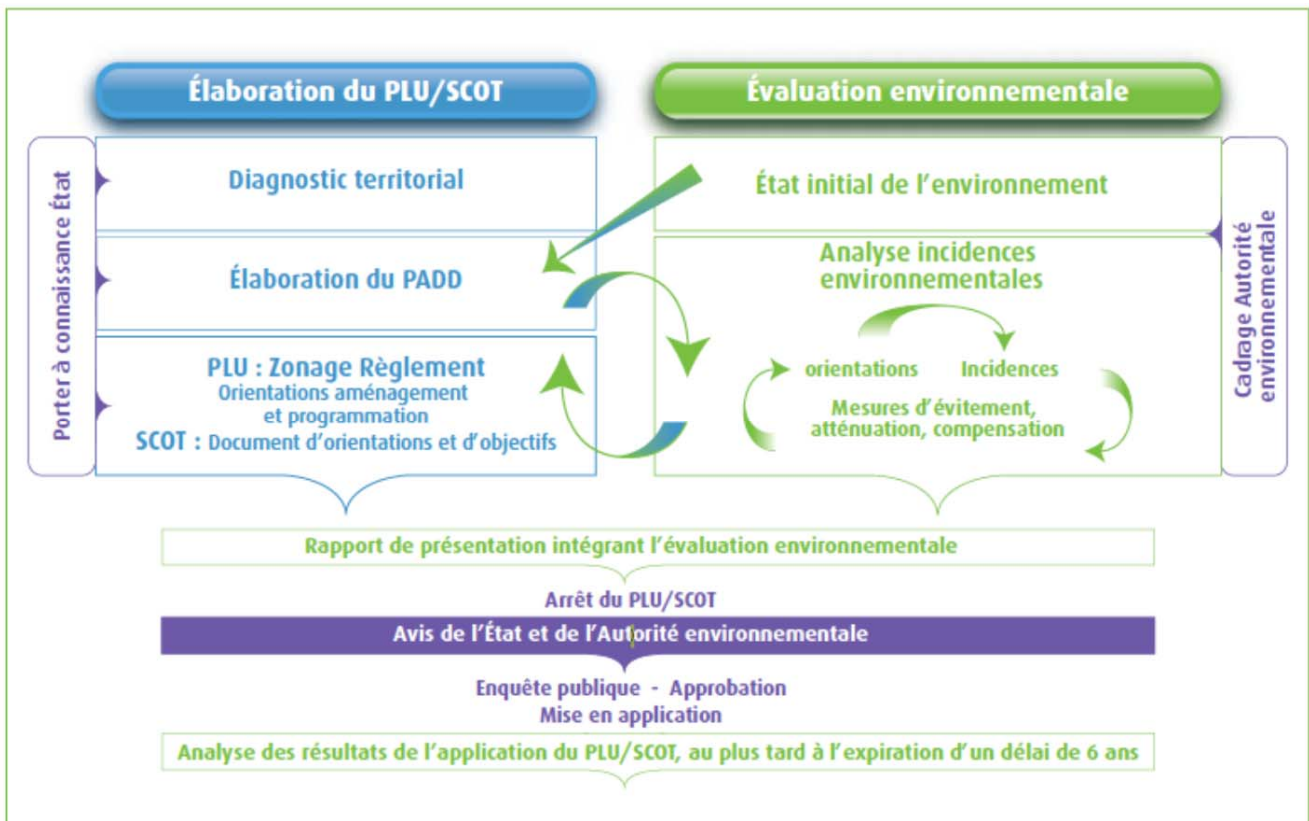 Élaboration du PLU/SCOT
Évaluation environnementale
Porter à connaissance État
Diagnostic territorial
État initial de l'environnement
Cadrage Autorité
environnementale
Élaboration du PADD
Analyse incidences
environnementales
PLU : Zonage Règlement
Orientations aménagement
et programmation
SCOT : Document d'orientations et d'objectifs
orientations
Incidences
Mesures d'évitement,
atténuation, compensation
Rapport de présentation intégrant l'évaluation environnementale
Arrêt du PLU/SCOT
Avis de l'État et de l'Autorité environnementale
Enquête publique - Approbation
Mise en application
Analyse des résultats de l'application du PLU/SCOT, au plus tard à l'expiration d'un délai de 6 ans